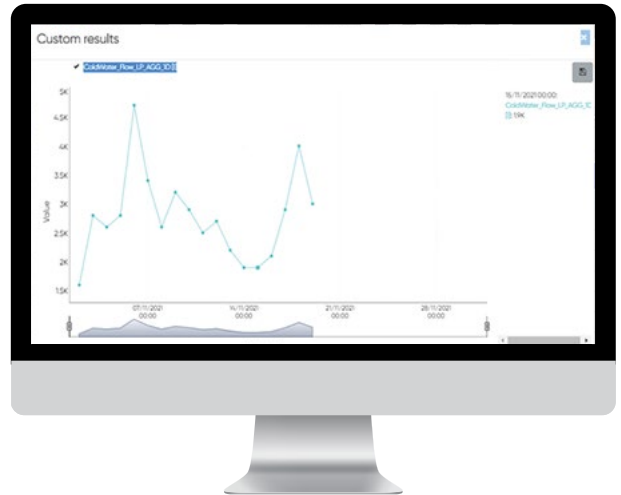 Custom results
ColdWater_Flow_LP_AGG_1D
15/11/2021 00:00:
ColdWater_Flow_LP_AGG_1D
: 1.9K
Value
5K
4.5K
4K
3.5K
3K
2.5K
2K
1.5K
07/11/2021 14/11/2021 21/11/2021 28/11/2021
00:00 00:00 00:00 00:00